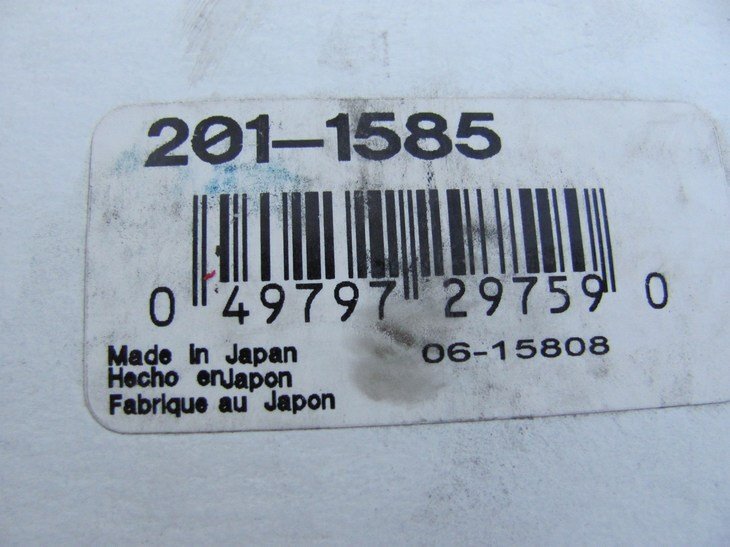 201-1585
0 49797 29759 0
06-15808
Made in Japan
Hecho enJapon
Fabrique au Japon